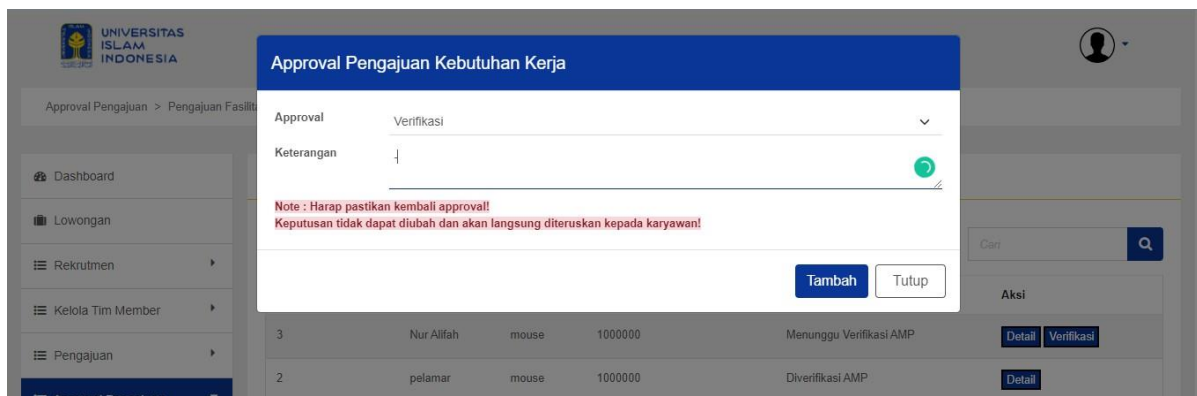 UNIVERSITAS
ISLAM
INDONESIA
Approval Pengajuan Kebutuhan Kerja
Approval Pengajuan > Pengajuan Fasilit
Approval
Verifikasi
Keterangan
-
Note : Harap pastikan kembali approval!
Keputusan tidak dapat diubah dan akan langsung diteruskan kepada karyawan!
Tambah
Tutup
Dashboard
Lowongan
Rekrutmen
Kelola Tim Member
Pengajuan
Cari
Aksi
3 Nur Alifah mouse 1000000 Menunggu Verifikasi AMP Detail Verifikasi
2 pelamar mouse 1000000 Diverifikasi AMP Detail